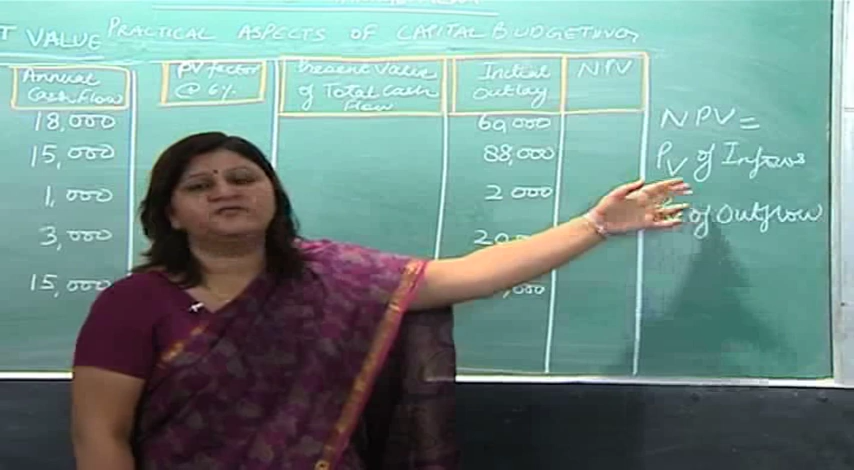 T VALUE PRACTICAL ASPECTS OF CAPITAL BUDGETING
Annual Cash flow
PV factor @ 6%
Present Value of Total Cash Flow
Initial Outlay
NPV
18,000
60,000
NPV =
15,000
88,000
PV of Inflows
1,000
2000
of Outflow
3,000
15,000